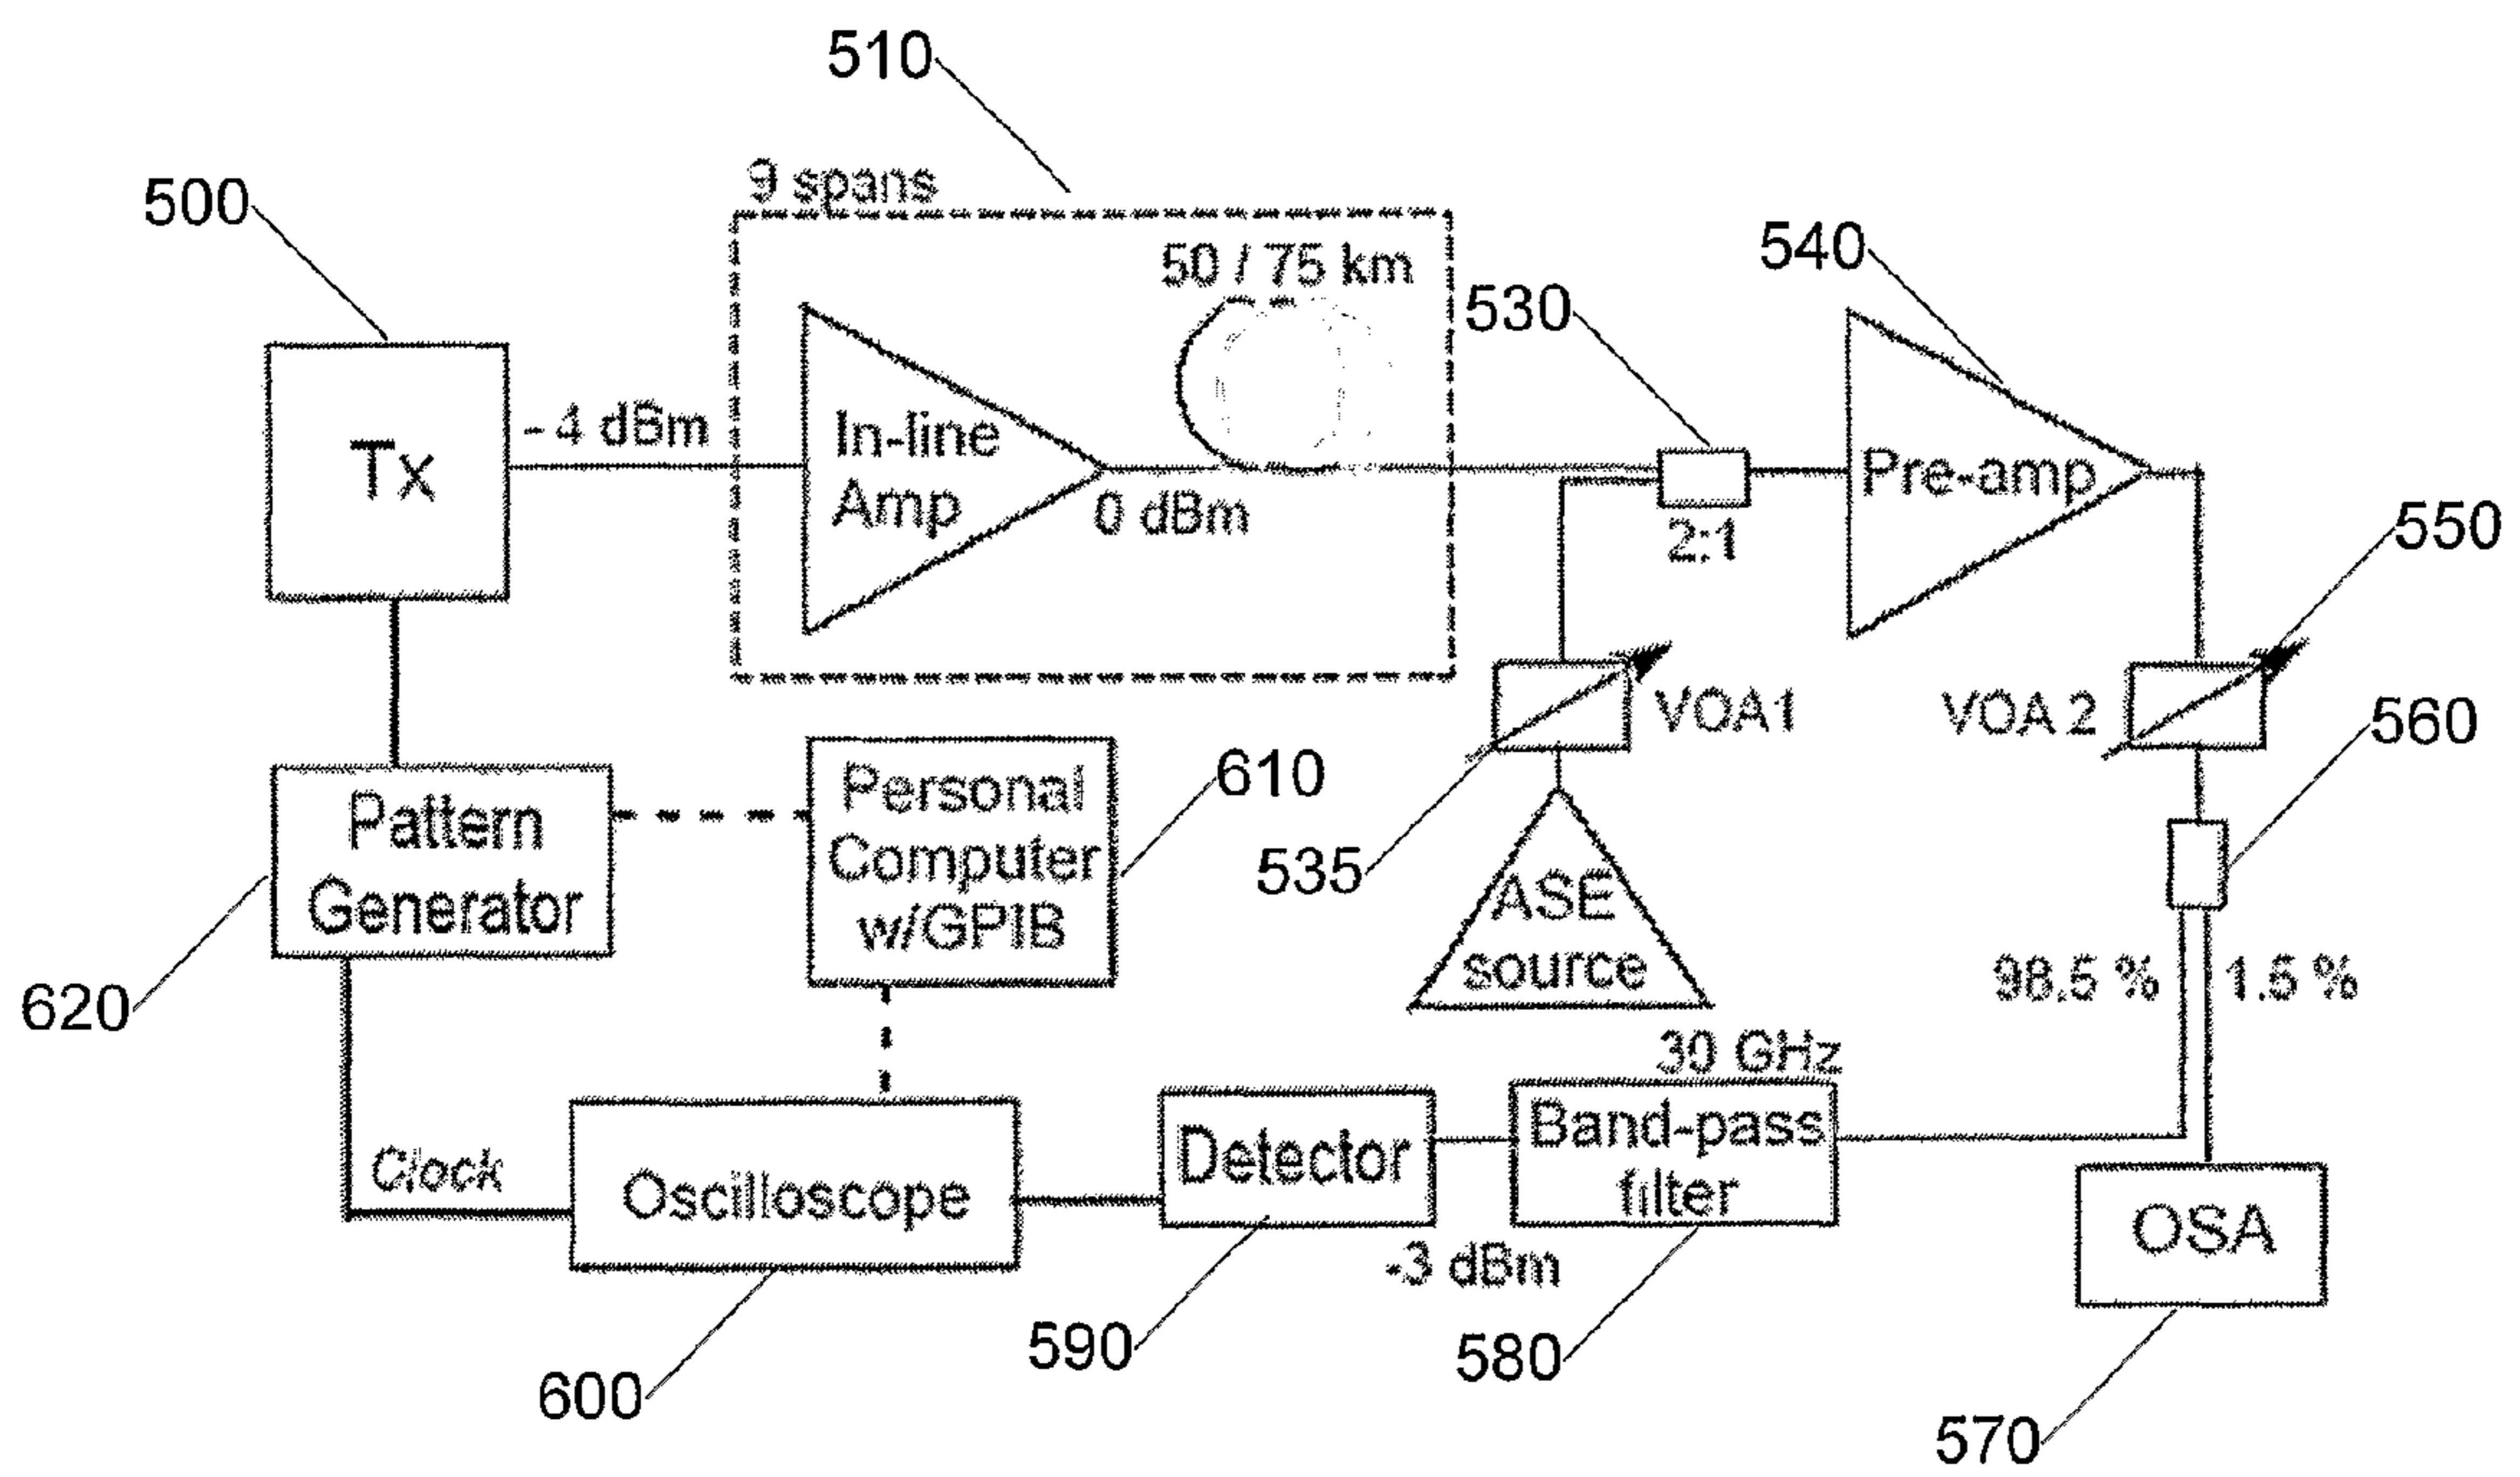 510
9 spans
500
50 / 75 km
540
530
- 4 dBm
Tx
In-line
Amp
0 dBm
Pre-amp
2:1
550
VOA1
VOA 2
560
Personal
Computer
w/GPIB
610
Pattern
Generator
535
ASE
source
620
98.5 %
1.5 %
30 GHz
Band-pass
filter
Detector
Clock
Oscilloscope
OSA
-3 dBm
590
580
600
570